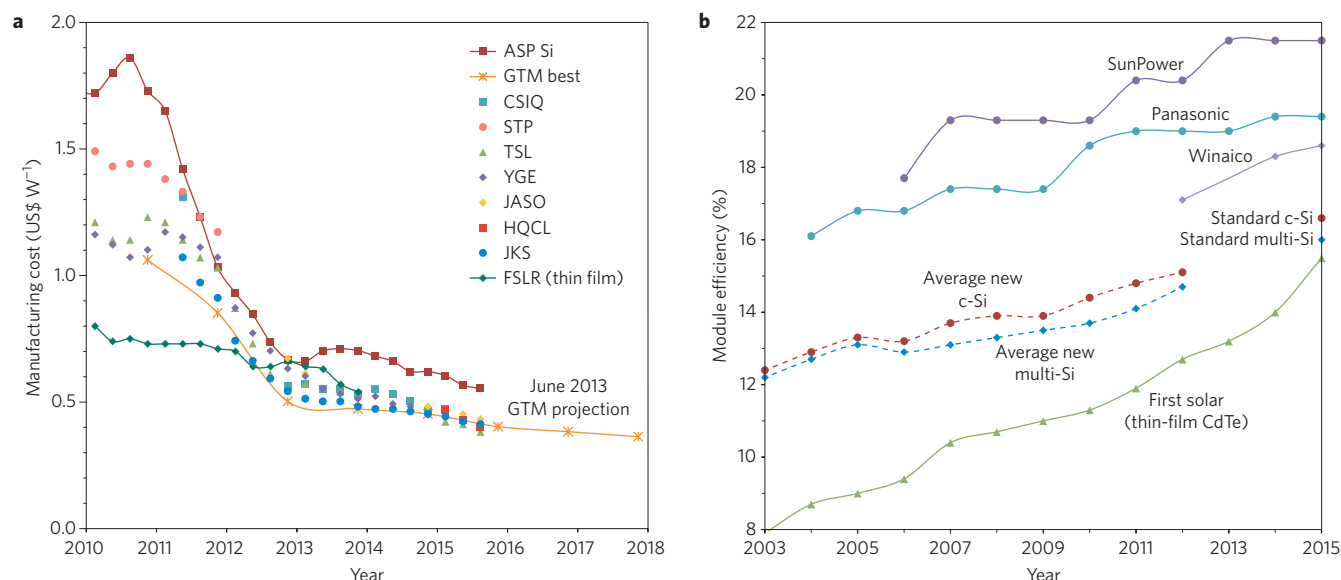 a
Manufacturing cost (US$ W⁻¹)
2.0
1.5
1.0
0.5
0.0
2010 2011 2012 2013 2014 2015 2016 2017 2018
Year
ASP Si
GTM best
CSIQ
STP
TSL
YGE
JASO
HQCL
JKS
FSLR (thin film)
June 2013
GTM projection
b
Module efficiency (%)
22
20
18
16
14
12
10
8
2003 2005 2007 2009 2011 2013 2015
Year
SunPower
Panasonic
Winaico
Standard c-Si
Standard multi-Si
Average new
c-Si
Average new
multi-Si
First solar
(thin-film CdTe)